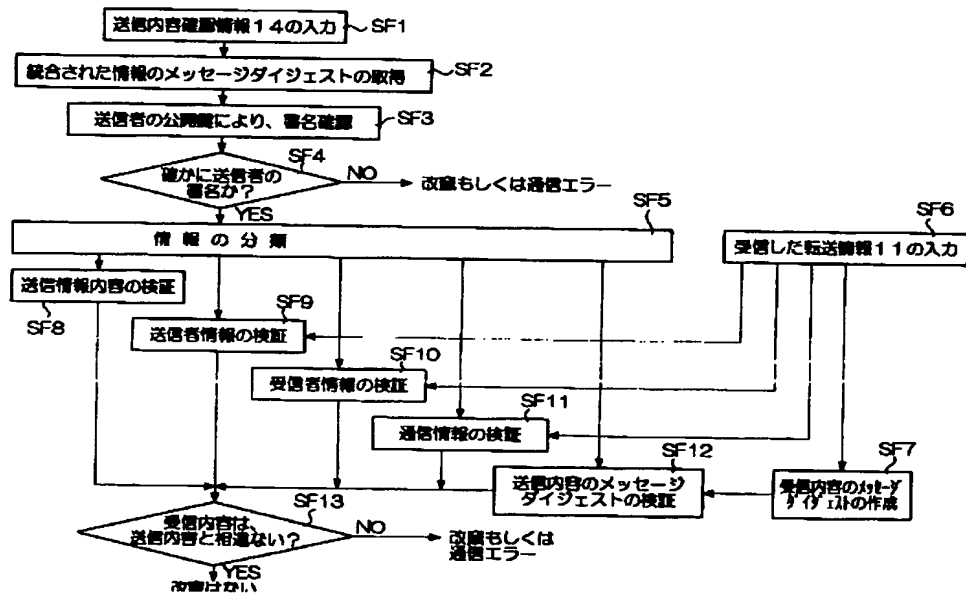 送信内容確認情報14の入力
SF1
統合された情報のメッセージダイジェストの取得
SF2
送信者の公開鍵により、署名確認
SF3
SF4
確かに送信者の
署名か?
NO
改竄もしくは通信エラー
YES
SF5
情報の分類
SF6
受信した転送情報11の入力
送信情報内容の検証
SF8
SF9
送信者情報の検証
SF10
受信者情報の検証
SF11
通信情報の検証
SF12
送信内容のメッセージ
ダイジェストの検証
SF7
受信内容のメッセージ
ダイジェストの作成
SF13
受信内容は、
送信内容と相違ない?
NO
改竄もしくは
通信エラー
YES
改竄はない